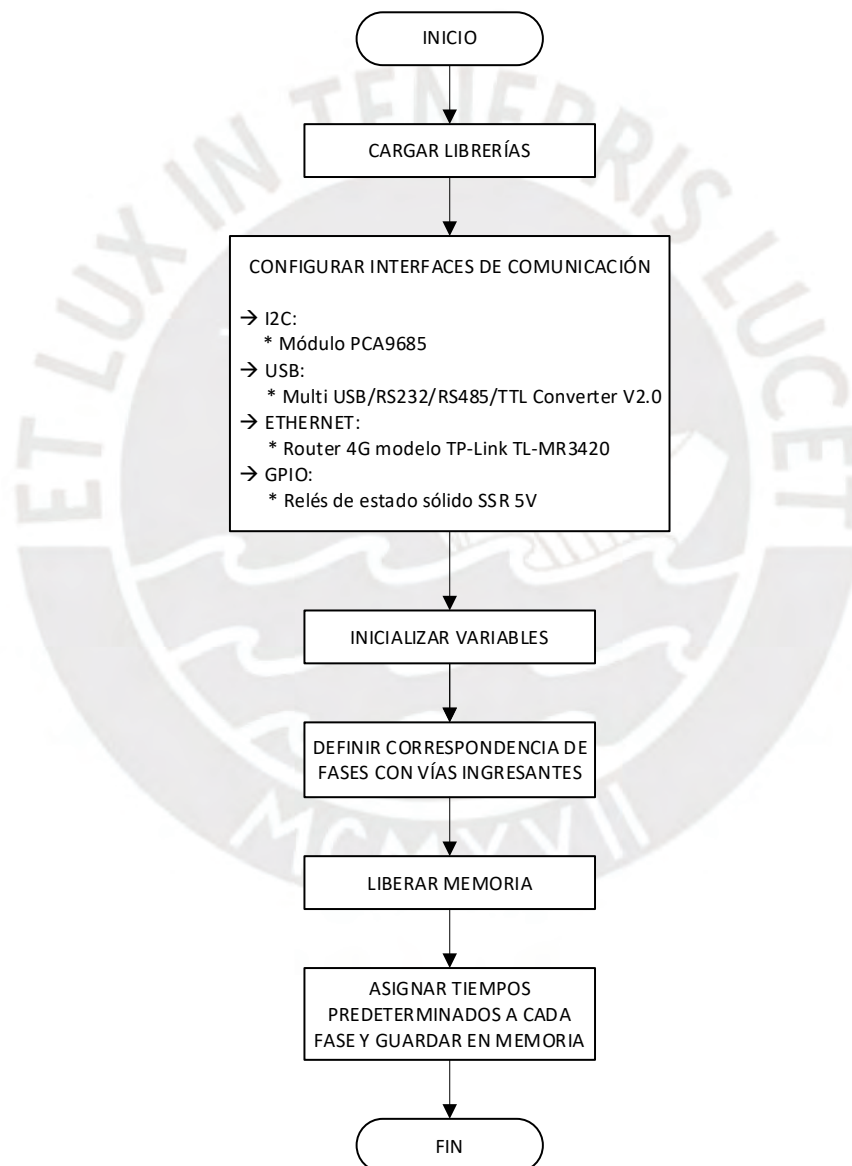 INICIO
CARGAR LIBRERÍAS
CONFIGURAR INTERFACES DE COMUNICACIÓN
→ I2C:
* Módulo PCA9685
→ USB:
* Multi USB/RS232/RS485/TTL Converter V2.0
→ ETHERNET:
* Router 4G modelo TP-Link TL-MR3420
→ GPIO:
* Relés de estado sólido SSR 5V
INICIALIZAR VARIABLES
DEFINIR CORRESPONDENCIA DE
FASES CON VÍAS INGRESANTES
LIBERAR MEMORIA
ASIGNAR TIEMPOS
PREDETERMINADOS A CADA
FASE Y GUARDAR EN MEMORIA
FIN
ET LUX IN TENEBRIS LUCET
MCMXVII